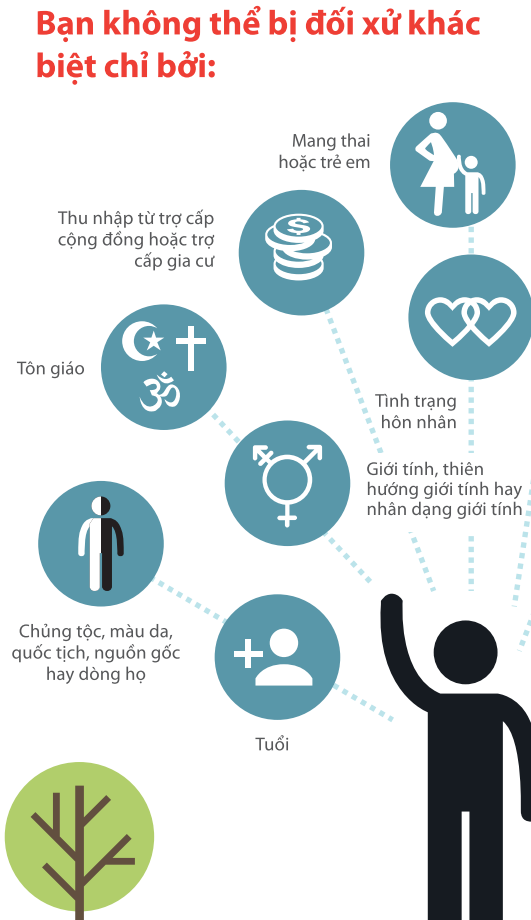 Bạn không thể bị đối xử khác
biệt chỉ bởi:
Mang thai
hoặc trẻ em
Thu nhập từ trợ cấp
cộng đồng hoặc trợ
cấp gia cư
$
Tôn giáo
ॐ
Tình trạng
hôn nhân
Giới tính, thiên
hướng giới tính hay
nhân dạng giới tính
Chủng tộc, màu da,
quốc tịch, nguồn gốc
hay dòng họ
Tuổi